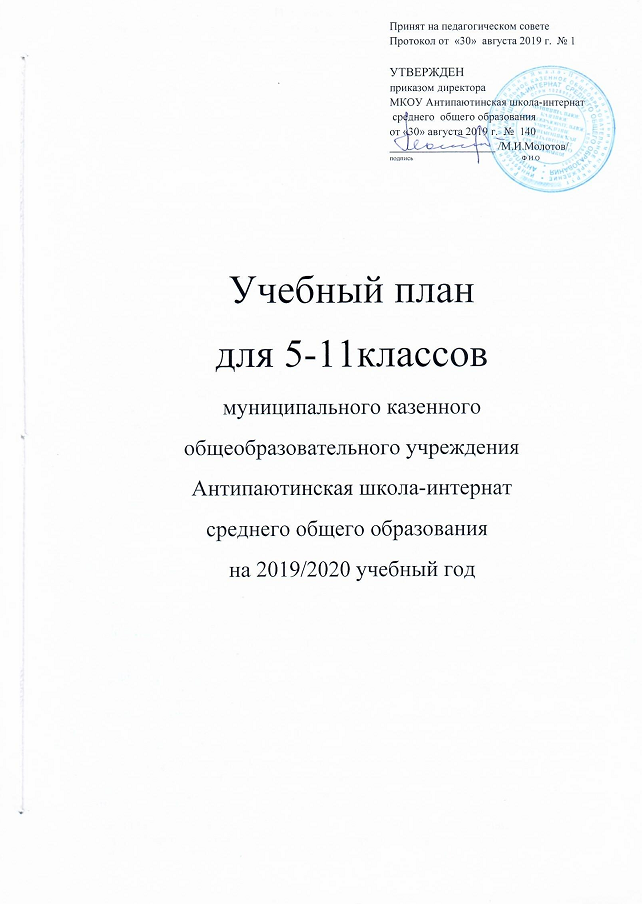 Принят на педагогическом совете
Протокол от «30» августа 2019 г. № 1
УТВЕРЖДЕН
приказом директора
МКОУ Антипаютинская школа-интернат
среднего общего образования
от «30» августа 2019 г. № 140
/М.И.Молотов/
подпись Ф И О
Учебный план
для 5-11классов
муниципального казенного
общеобразовательного учреждения
Антипаютинская школа-интернат
среднего общего образования
на 2019/2020 учебный год